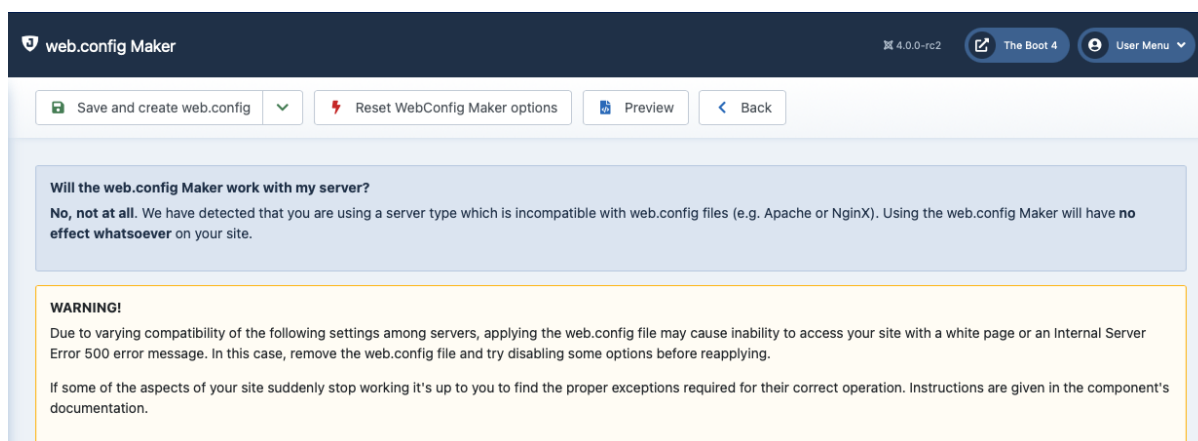 web.config Maker
4.0.0-rc2
The Boot 4
User Menu
Save and create web.config
Reset WebConfig Maker options
Preview
Back
Will the web.config Maker work with my server?
No, not at all. We have detected that you are using a server type which is incompatible with web.config files (e.g. Apache or NginX). Using the web.config Maker will have no
effect whatsoever on your site.
WARNING!
Due to varying compatibility of the following settings among servers, applying the web.config file may cause inability to access your site with a white page or an Internal Server
Error 500 error message. In this case, remove the web.config file and try disabling some options before reapplying.
If some of the aspects of your site suddenly stop working it's up to you to find the proper exceptions required for their correct operation. Instructions are given in the component's
documentation.